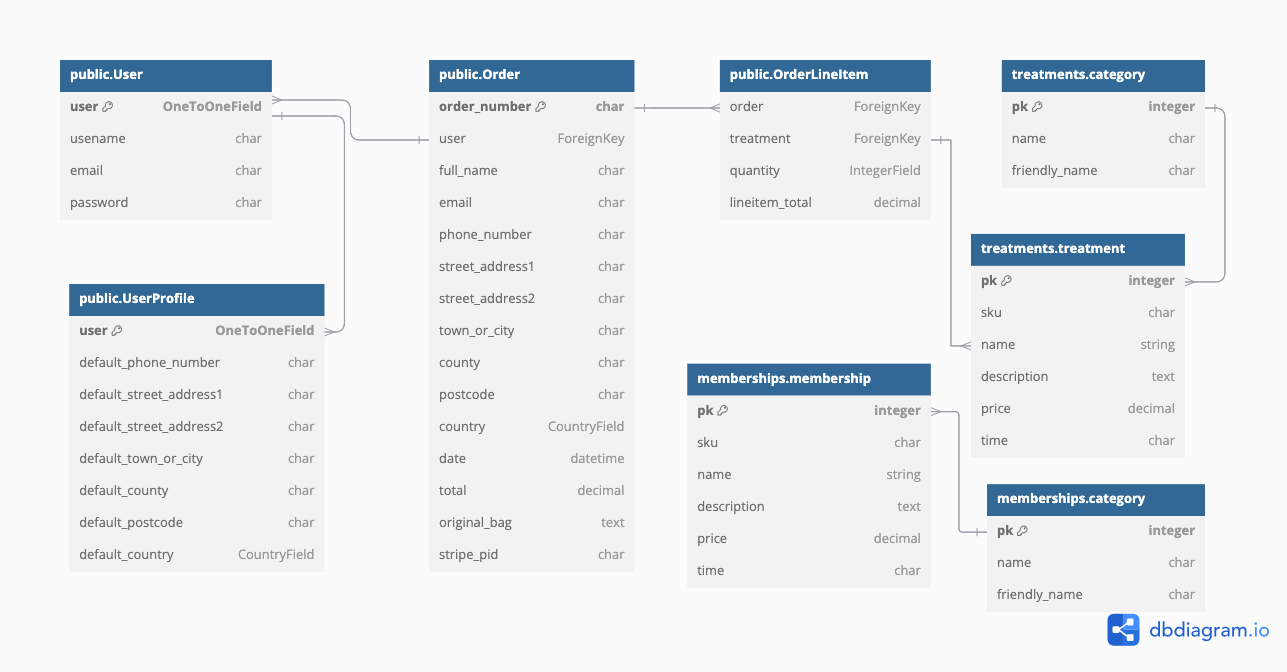 public.User
user OneToOneField
usename char
email char
password char
public.UserProfile
user OneToOneField
default_phone_number char
default_street_address1 char
default_street_address2 char
default_town_or_city char
default_county char
default_postcode char
default_country CountryField
public.Order
order_number char
user ForeignKey
full_name char
email char
phone_number char
street_address1 char
street_address2 char
town_or_city char
county char
postcode char
country CountryField
date datetime
total decimal
original_bag text
stripe_pid char
public.OrderLineItem
order ForeignKey
treatment ForeignKey
quantity IntegerField
lineitem_total decimal
memberships.membership
pk integer
sku char
name string
description text
price decimal
time char
treatments.category
pk integer
name char
friendly_name char
treatments.treatment
pk integer
sku char
name string
description text
price decimal
time char
memberships.category
pk integer
name char
friendly_name char
dbdiagram.io